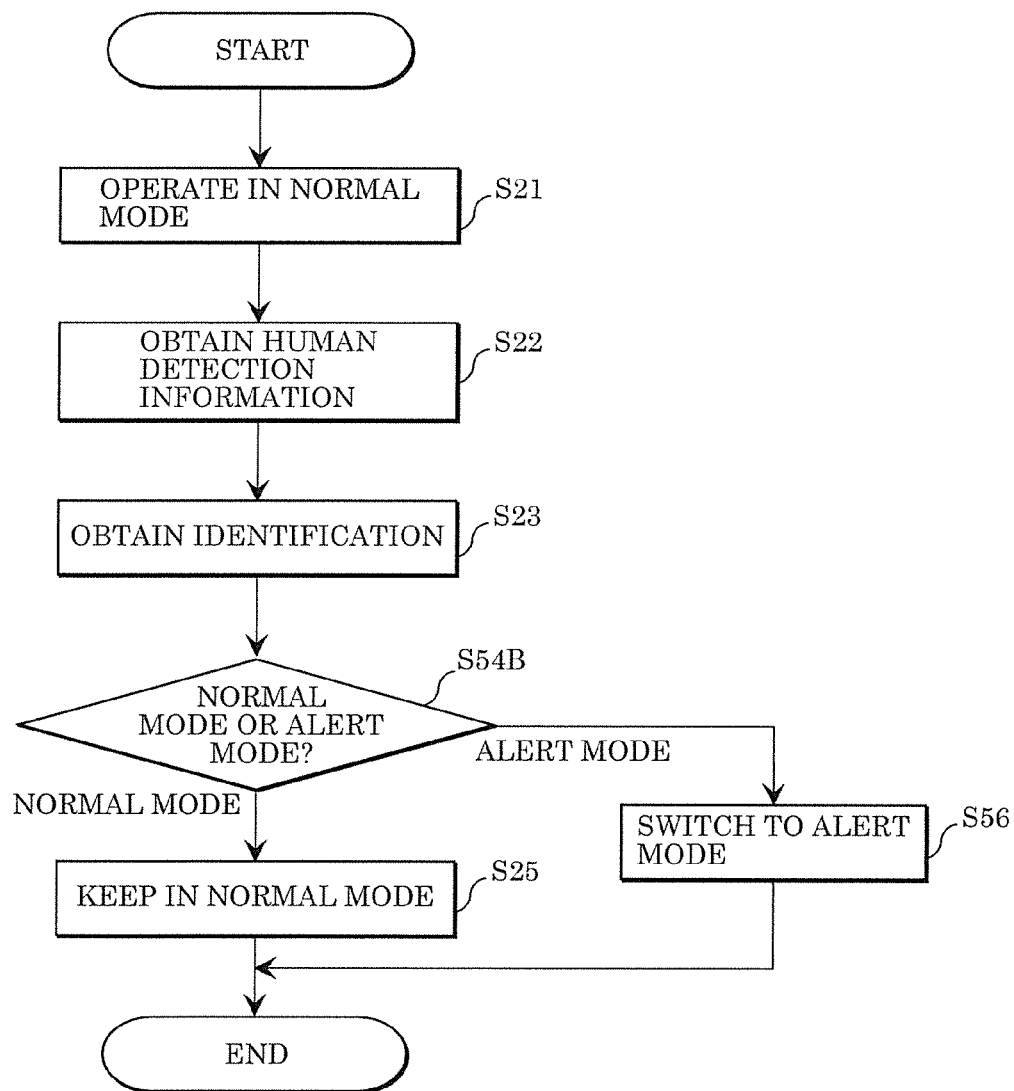 START
OPERATE IN NORMAL
MODE
S21
OBTAIN HUMAN
DETECTION
INFORMATION
S22
OBTAIN IDENTIFICATION
S23
NORMAL
MODE OR ALERT
MODE?
S54B
ALERT MODE
NORMAL MODE
SWITCH TO ALERT
MODE
S56
KEEP IN NORMAL MODE
S25
END